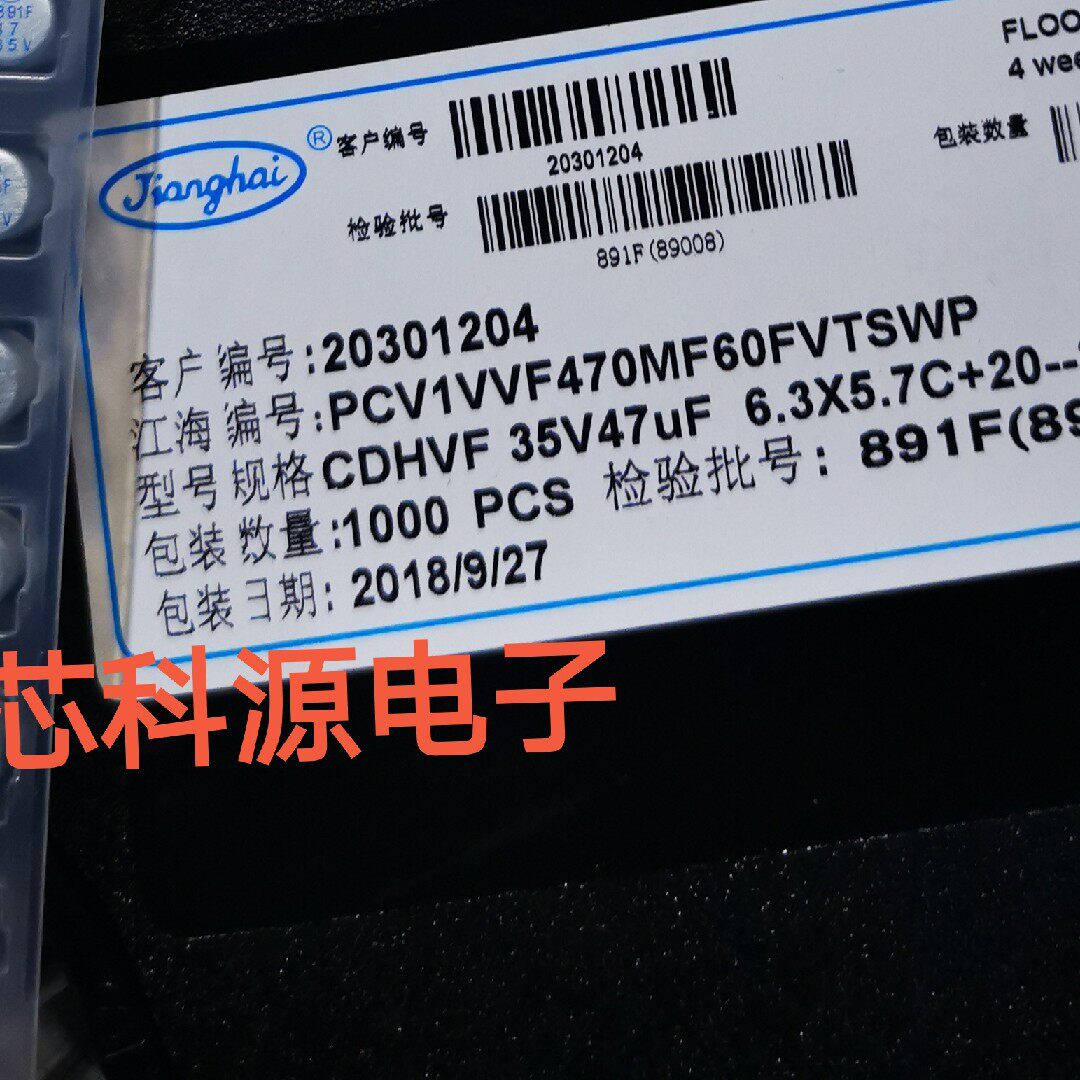 891F
7
5V
FLOO
4 wee
Jianghai ® 客户编号
20301204
包装数量
检验批号
891F(89008)
F
V
客户编号:20301204
江海编号:PCV1VVF470MF60FVTSWP
型号规格CDHVF 35V47uF 6.3X5.7C+20--
包装数量:1000 PCS 检验批号: 891F(89
包装日期: 2018/9/27
芯科源电子